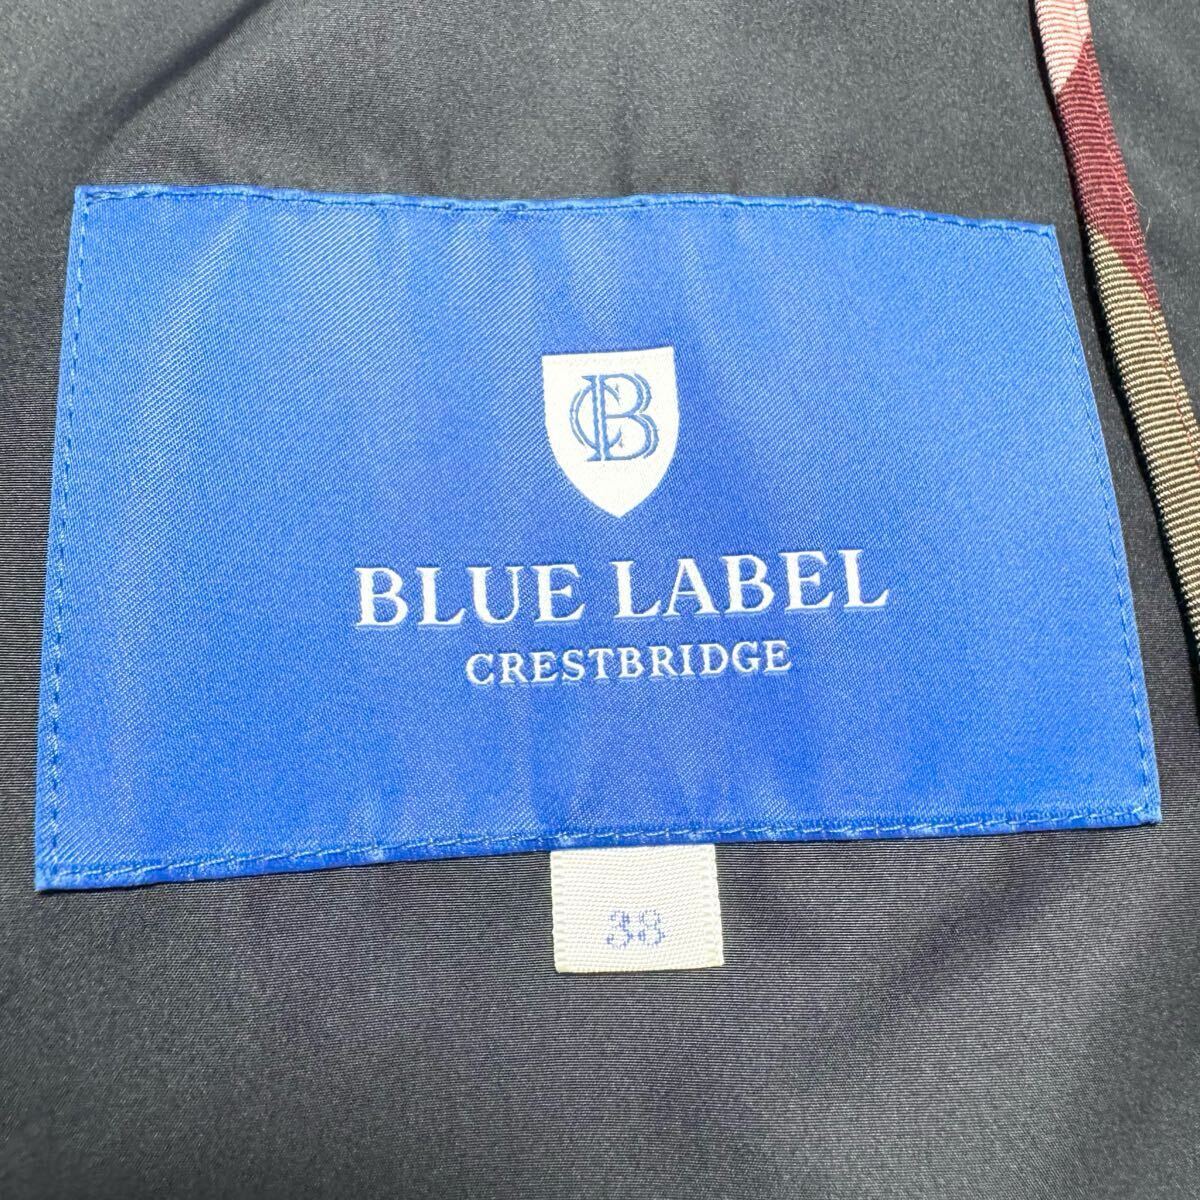 CB
BLUE LABEL
CRESTBRIDGE
38